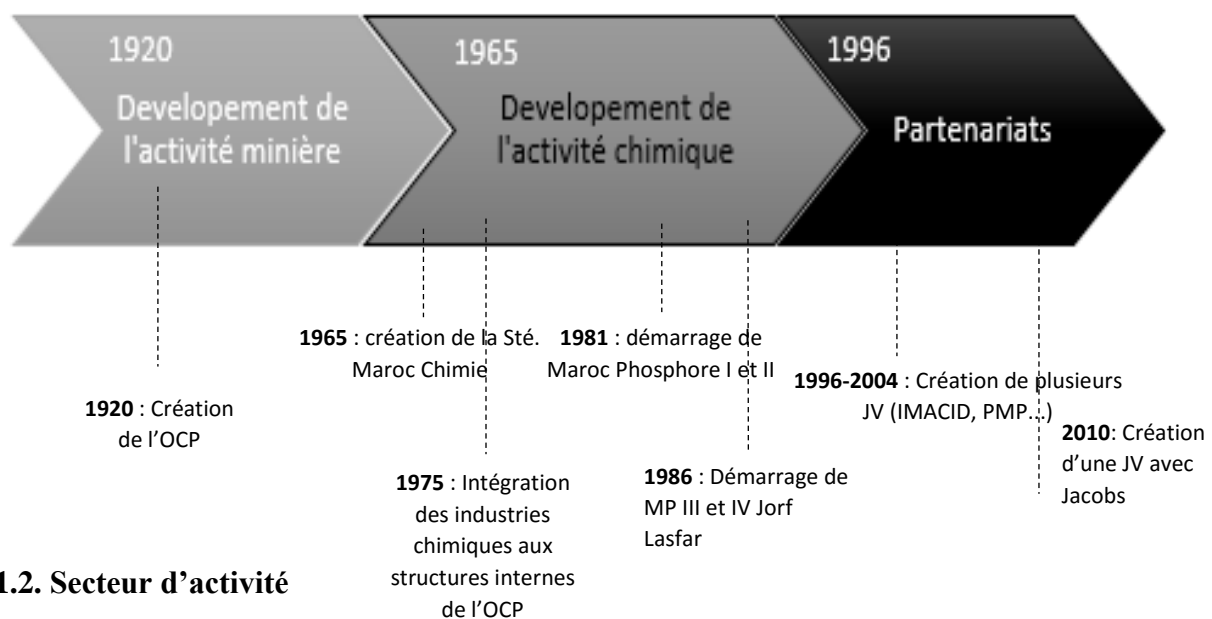 1920
Developement de
l'activité minière
1965
Developement de
l'activité chimique
1996
Partenariats
1965 : création de la Sté.
Maroc Chimie
1981 : démarrage de
Maroc Phosphore I et II
1996-2004 : Création de plusieurs
JV (IMACID, PMP...)
1920 : Création
de l’OCP
2010: Création
d’une JV avec
Jacobs
1975 : Intégration
des industries
chimiques aux
structures internes
de l’OCP
1986 : Démarrage de
MP III et IV Jorf
Lasfar
1.2. Secteur d’activité